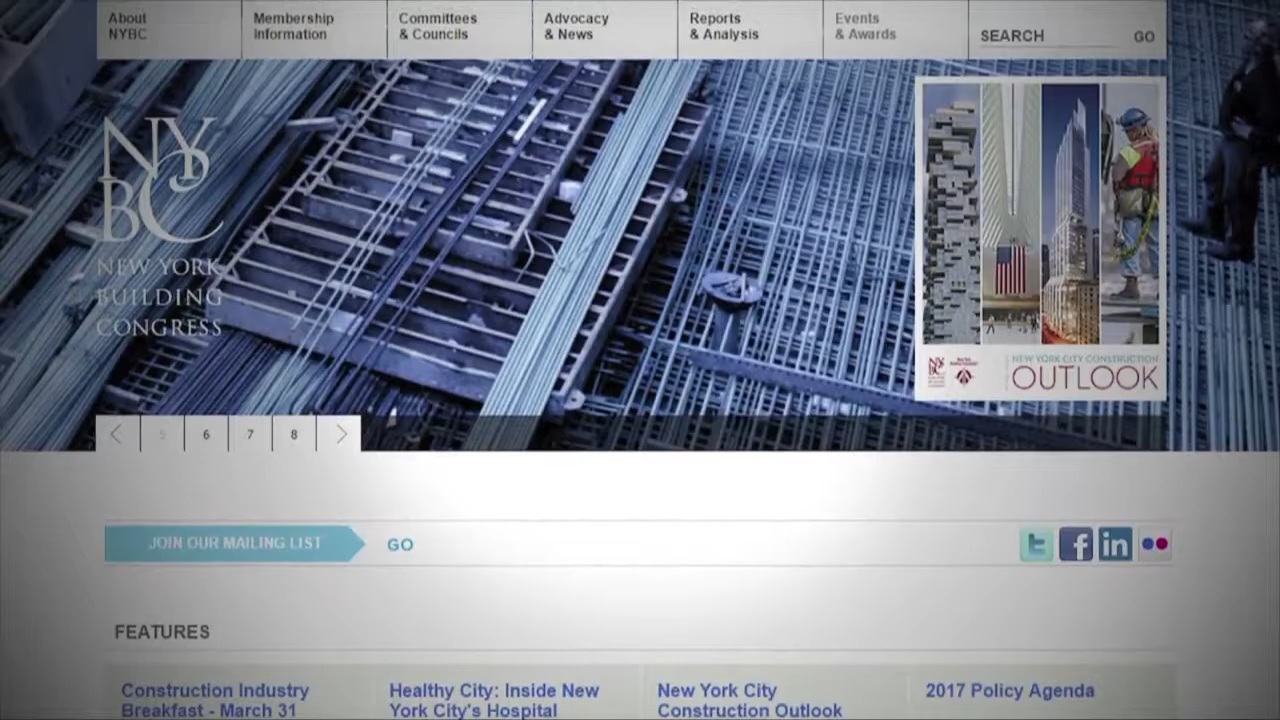 About
NYBC
Membership
Information
Committees
& Councils
Advocacy
& News
Reports
& Analysis
Events
& Awards
SEARCH
GO
NYBC
NEW YORK
BUILDING
CONGRESS
NEW YORK CITY CONSTRUCTION
OUTLOOK
5 6 7 8
JOIN OUR MAILING LIST
GO
FEATURES
Construction Industry
Breakfast - March 31
Healthy City: Inside New
York City's Hospital
New York City
Construction Outlook
2017 Policy Agenda